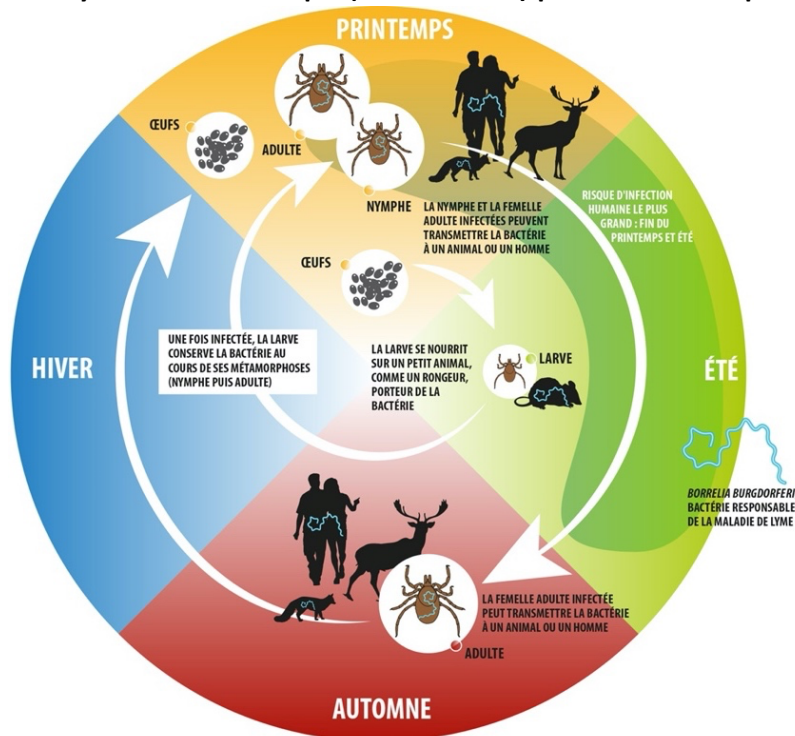 PRINTEMPS
ŒUFS
ADULTE
NYMPHE
LA NYMPHE ET LA FEMELLE
ADULTE INFECTÉES PEUVENT
TRANSMETTRE LA BACTÉRIE
À UN ANIMAL OU UN HOMME
RISQUE D'INFECTION
HUMAINE LE PLUS
GRAND : FIN DU
PRINTEMPS ET ÉTÉ
ŒUFS
HIVER
UNE FOIS INFECTÉE, LA LARVE
CONSERVE LA BACTÉRIE AU
COURS DE SES MÉTAMORPHOSES
(NYMPHE PUIS ADULTE)
LA LARVE SE NOURRIT
SUR UN PETIT ANIMAL,
COMME UN RONGEUR,
PORTEUR DE LA
BACTÉRIE
LARVE
ÉTÉ
BORRELIA BURGDORFERI
BACTÉRIE RESPONSABLE
DE LA MALADIE DE LYME
LA FEMELLE ADULTE INFECTÉE
PEUT TRANSMETTRE LA BACTÉRIE
À UN ANIMAL OU UN HOMME
ADULTE
AUTOMNE